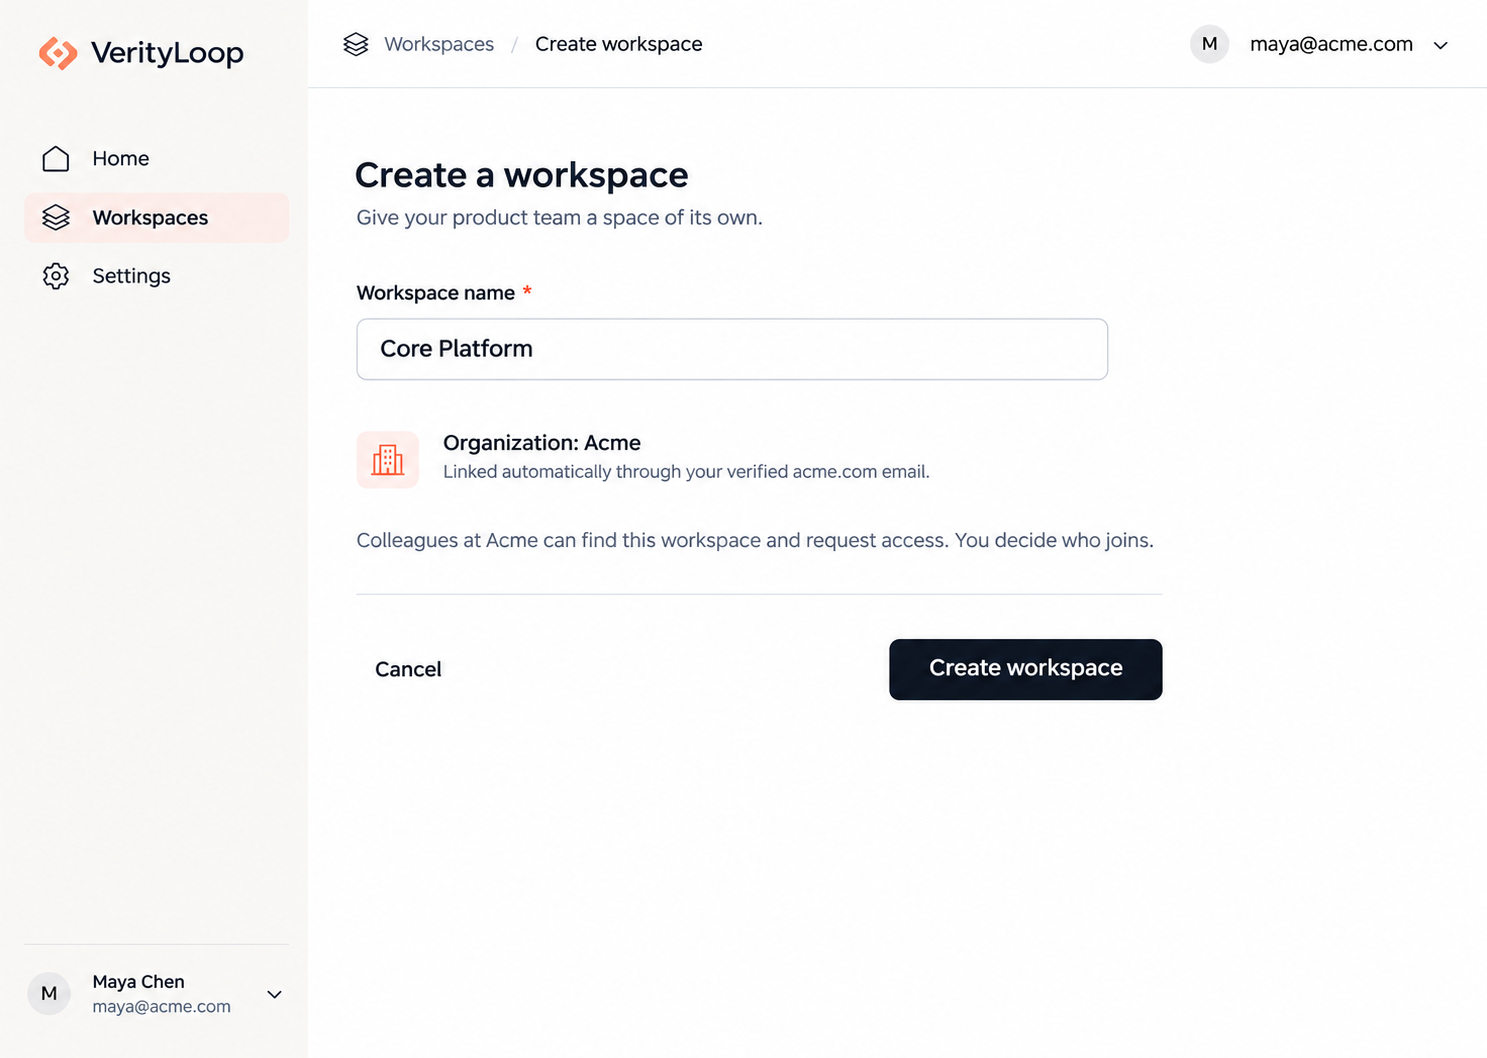 VerityLoop
Home
Workspaces
Settings
M
Maya Chen
maya@acme.com
Workspaces / Create workspace
M maya@acme.com
Create a workspace
Give your product team a space of its own.
Workspace name *
Core Platform
Organization: Acme
Linked automatically through your verified acme.com email.
Colleagues at Acme can find this workspace and request access. You decide who joins.
Cancel
Create workspace